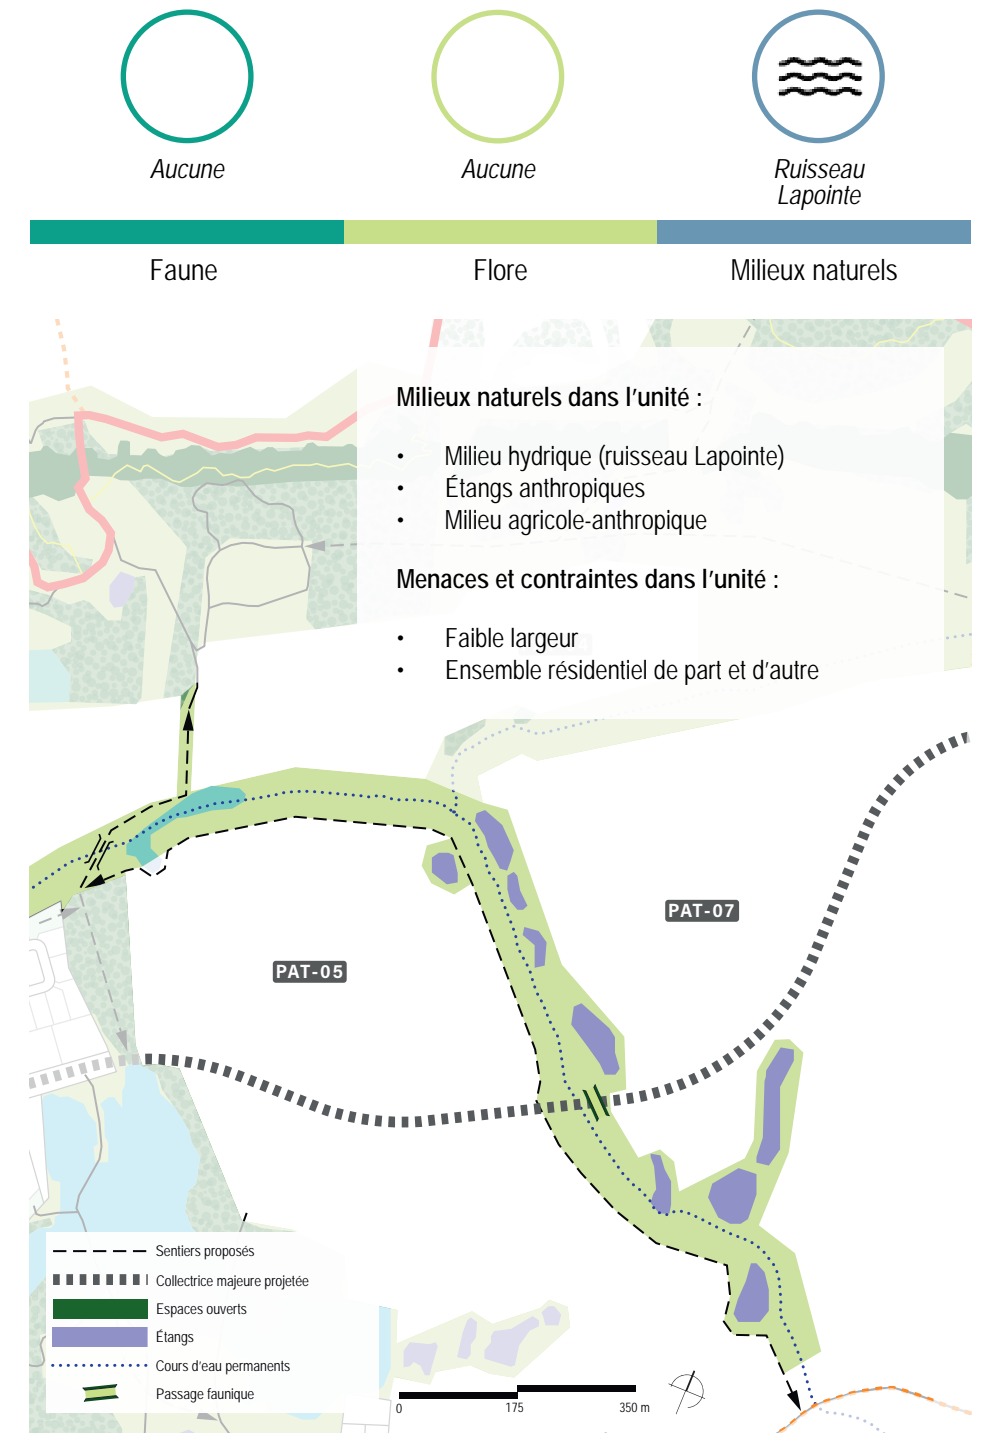 Aucune
Aucune
Ruisseau
Lapointe
Faune
Flore
Milieux naturels
Milieux naturels dans l'unité :
• Milieu hydrique (ruisseau Lapointe)
• Étangs anthropiques
• Milieu agricole-anthropique
Menaces et contraintes dans l'unité :
• Faible largeur
• Ensemble résidentiel de part et d'autre
PAT-07
PAT-05
Sentiers proposés
Collectrice majeure projetée
Espaces ouverts
Étangs
Cours d'eau permanents
Passage faunique
0 175 350 m